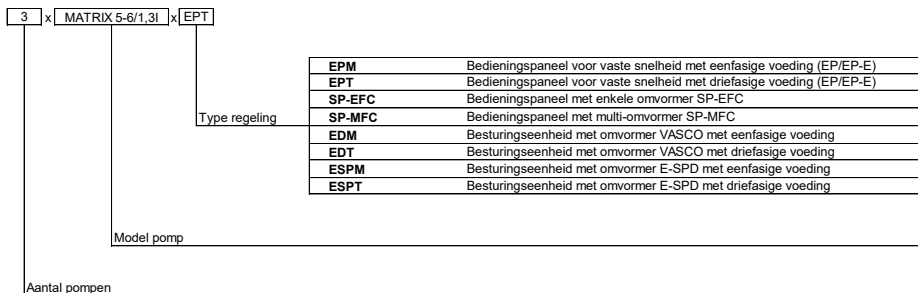 3 x MATRIX 5-6/1,3I x EPT
EPM Bedieningspaneel voor vaste snelheid met eenfasige voeding (EP/EP-E)
EPT Bedieningspaneel voor vaste snelheid met driefasige voeding (EP/EP-E)
SP-EFC Bedieningspaneel met enkele omvormer SP-EFC
Type regeling SP-MFC Bedieningspaneel met multi-omvormer SP-MFC
EDM Besturingseenheid met omvormer VASCO met eenfasige voeding
EDT Besturingseenheid met omvormer VASCO met driefasige voeding
ESPM Besturingseenheid met omvormer E-SPD met eenfasige voeding
ESPT Besturingseenheid met omvormer E-SPD met driefasige voeding
Model pomp
Aantal pompen